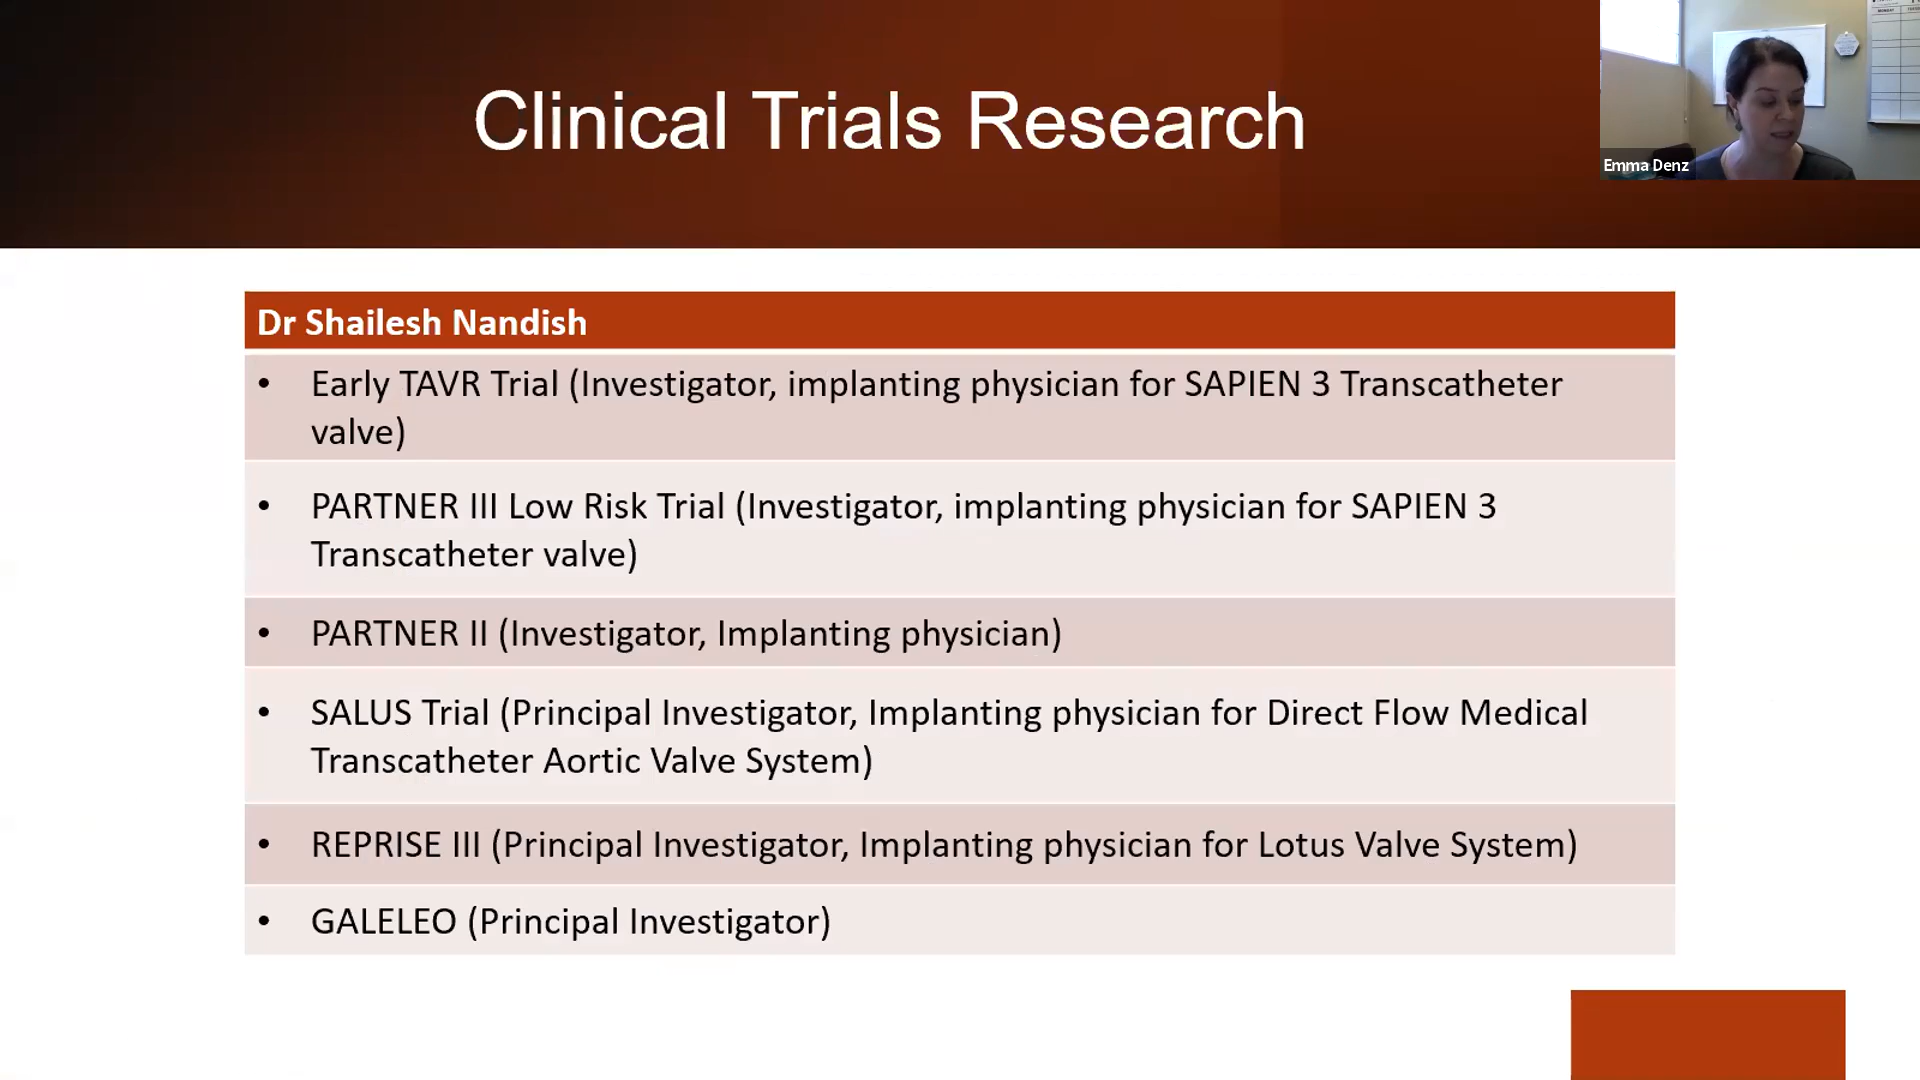 Clinical Trials Research
Emma Denz
Dr Shailesh Nandish
• Early TAVR Trial (Investigator, implanting physician for SAPIEN 3 Transcatheter
valve)
• PARTNER III Low Risk Trial (Investigator, implanting physician for SAPIEN 3
Transcatheter valve)
• PARTNER II (Investigator, Implanting physician)
• SALUS Trial (Principal Investigator, Implanting physician for Direct Flow Medical
Transcatheter Aortic Valve System)
• REPRISE III (Principal Investigator, Implanting physician for Lotus Valve System)
• GALELEO (Principal Investigator)